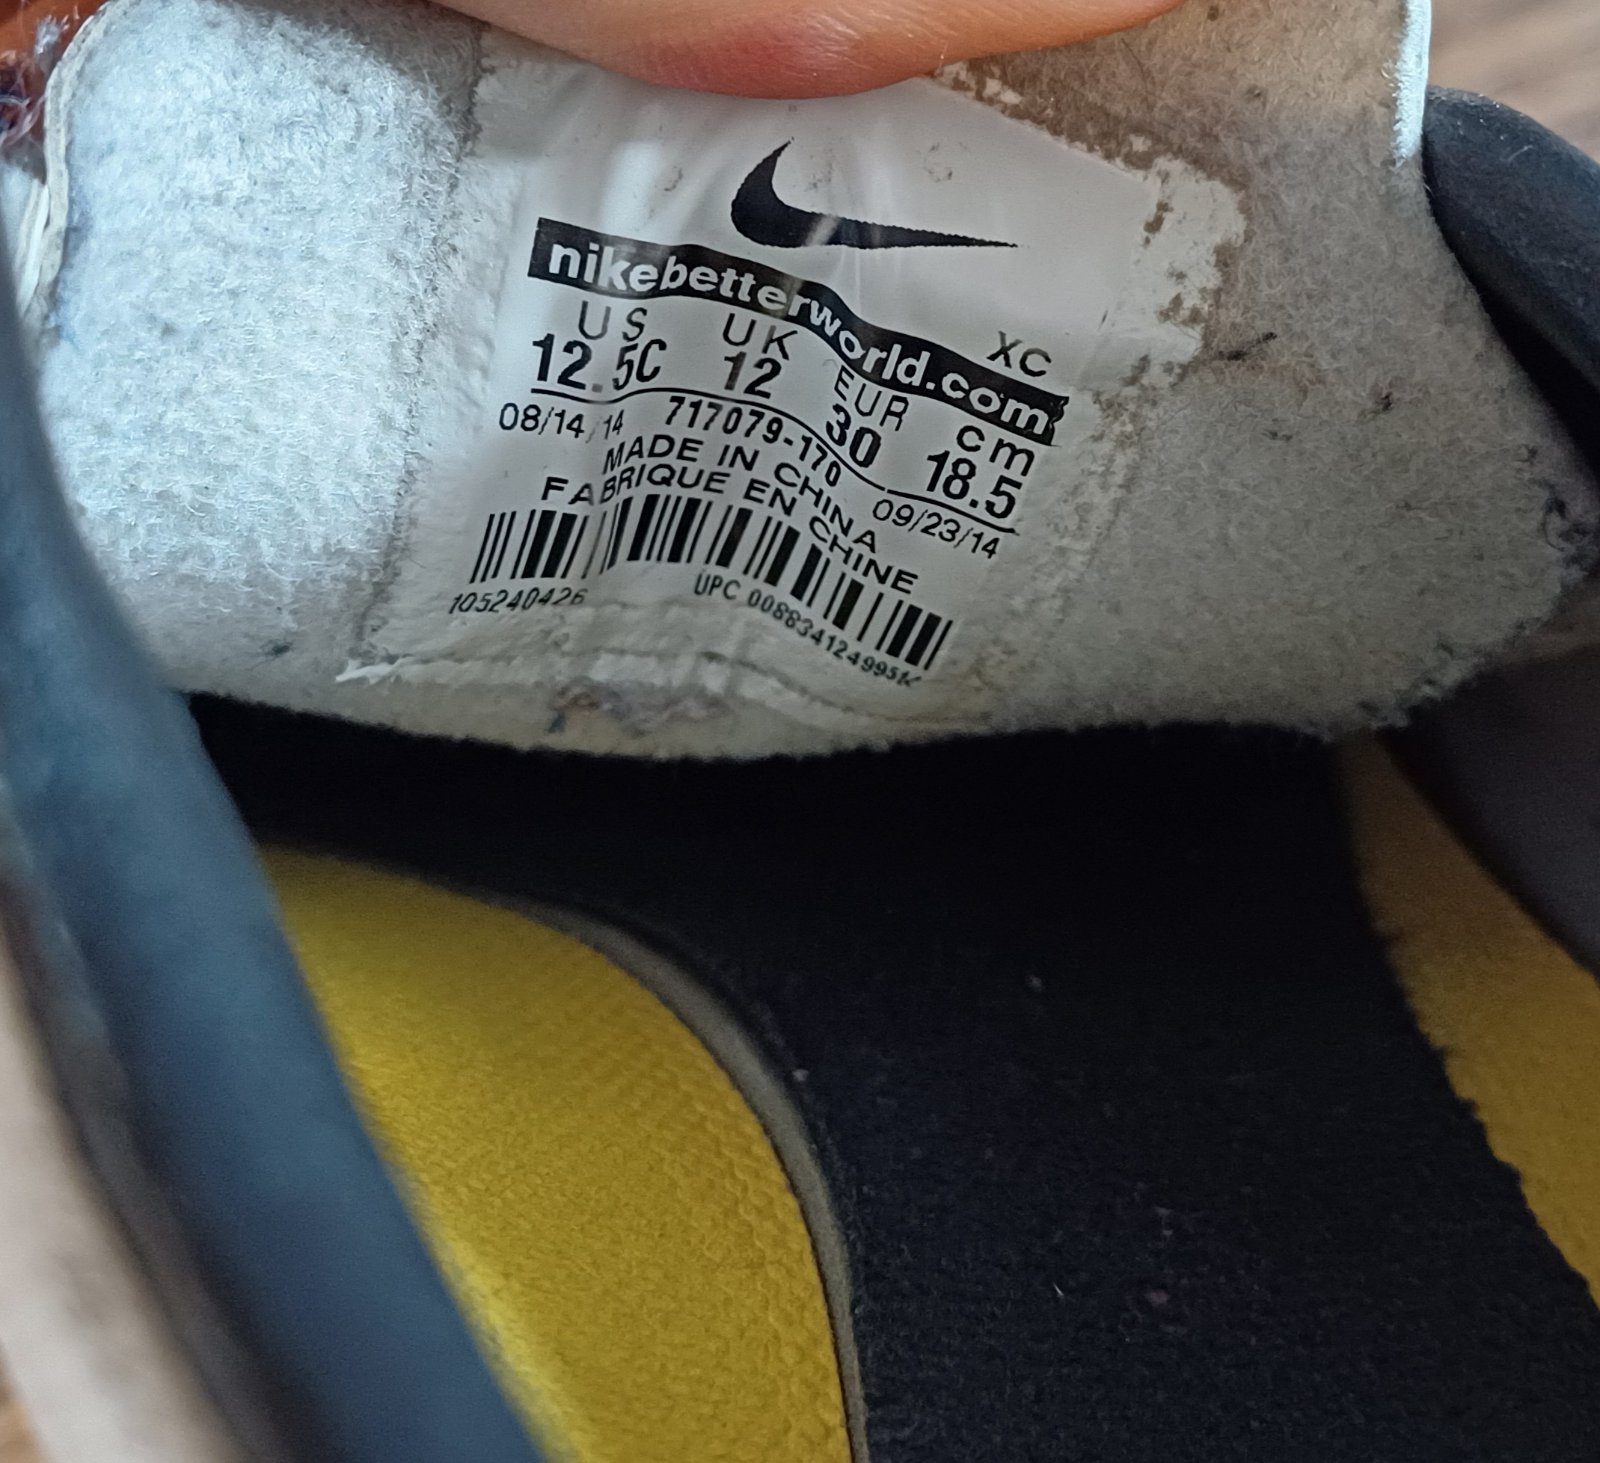 nikebetterworld.com
XC
US UK EUR cm
12.5C 12 30 18.5
08/14/14 717079-170 09/23/14
MADE IN CHINA
FABRIQUE EN CHINE
105240426 UPC 00883412499514